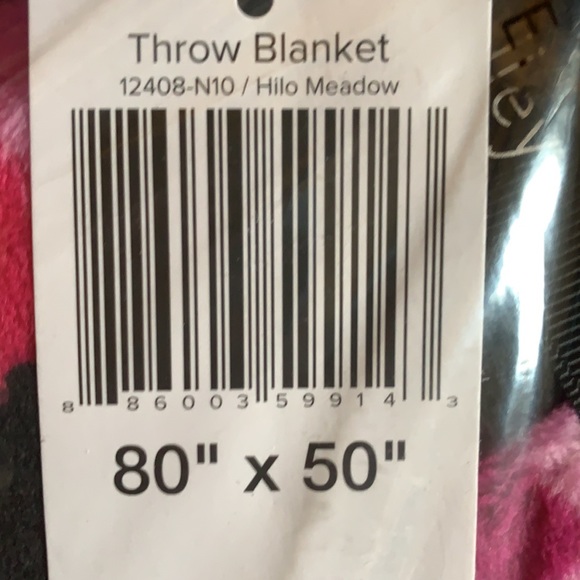 Throw Blanket
12408-N10 / Hilo Meadow
8 86003 59914 3
80" x 50"